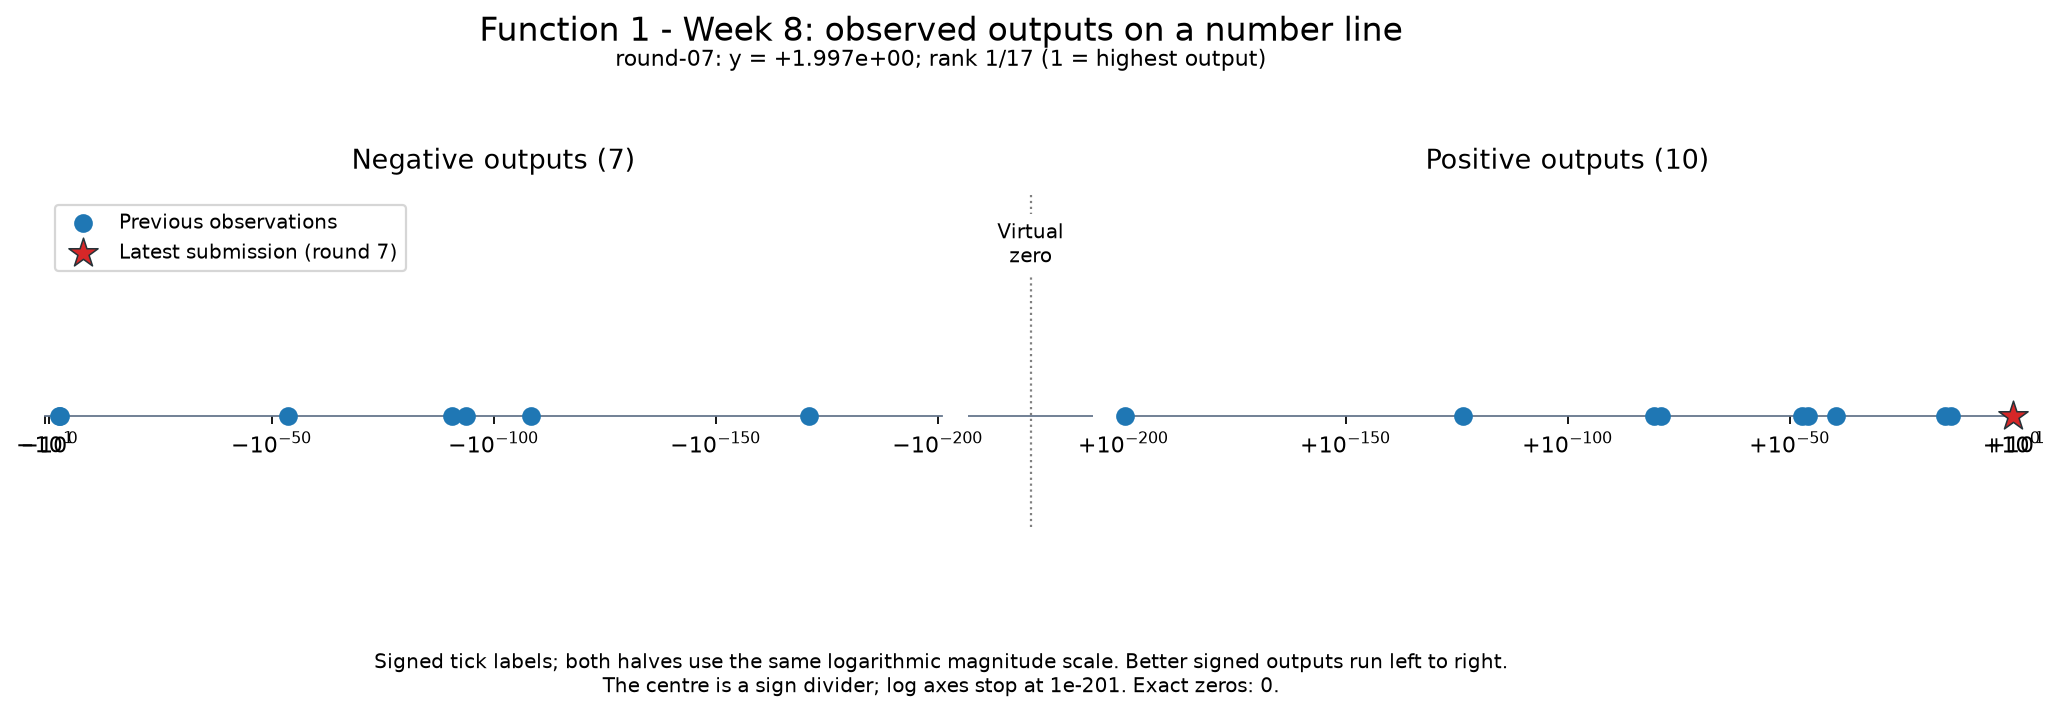 Function 1 - Week 8: observed outputs on a number line
round-07: y = +1.997e+00; rank 1/17 (1 = highest output)
Negative outputs (7)
Positive outputs (10)
Previous observations
Latest submission (round 7)
Virtual
zero
−10¹ −10⁰ −10⁻⁵⁰ −10⁻¹⁰⁰ −10⁻¹⁵⁰ −10⁻²⁰⁰ +10⁻²⁰⁰ +10⁻¹⁵⁰ +10⁻¹⁰⁰ +10⁻⁵⁰ +10⁰ +10¹
Signed tick labels; both halves use the same logarithmic magnitude scale. Better signed outputs run left to right.
The centre is a sign divider; log axes stop at 1e-201. Exact zeros: 0.